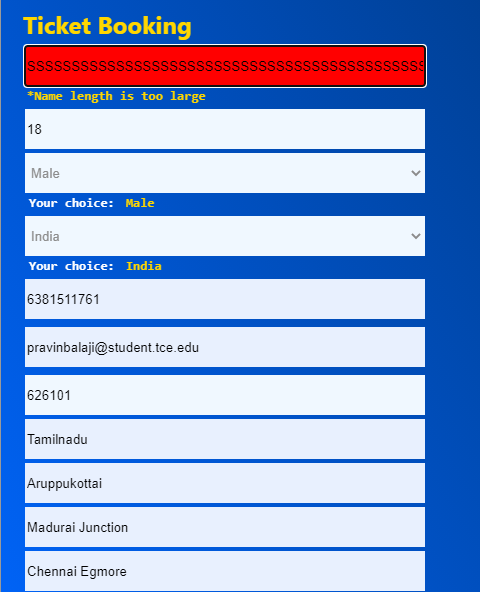 Ticket Booking
sssssssssssssssssssssssssssssssssssssssssssss
*Name length is too large
18
Male
Your choice: Male
India
Your choice: India
6381511761
pravinbalaji@student.tce.edu
626101
Tamilnadu
Aruppukottai
Madurai Junction
Chennai Egmore